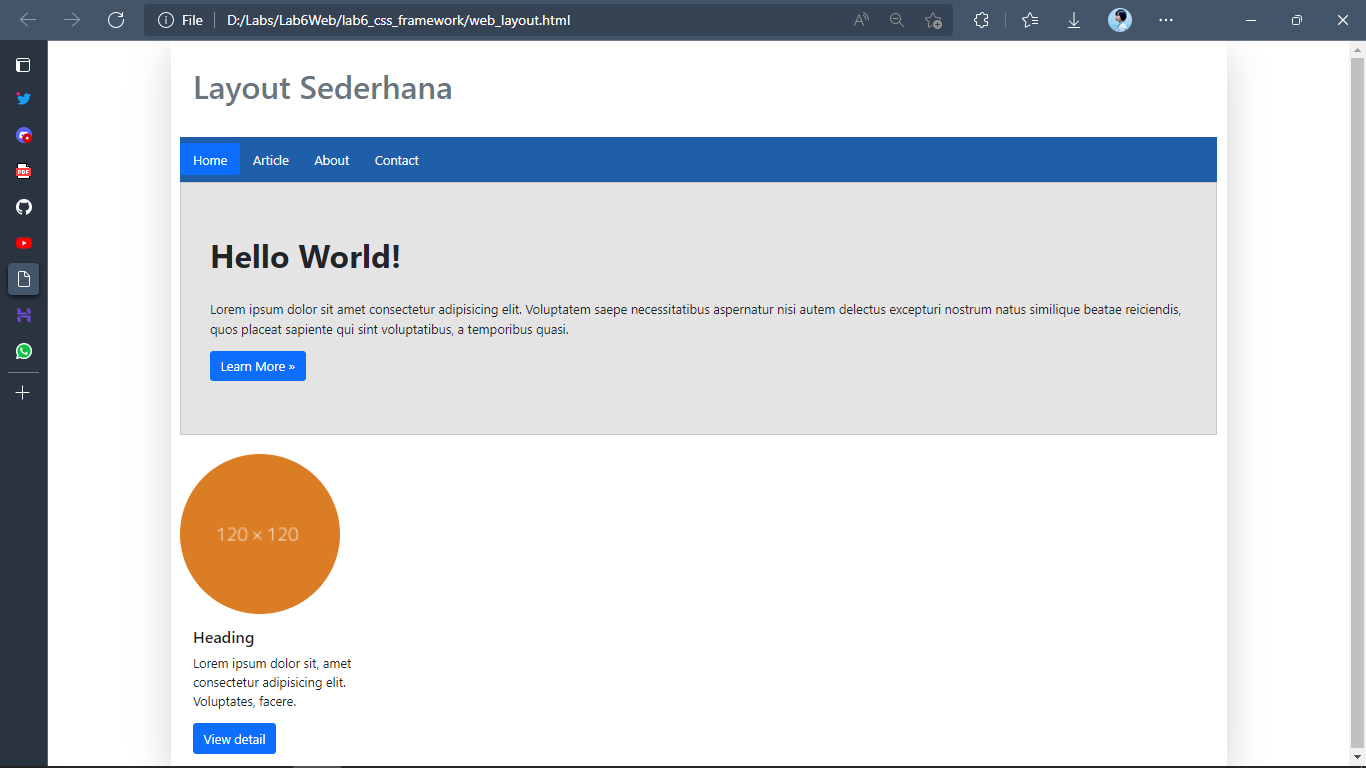 File
D:/Labs/Lab6Web/lab6_css_framework/web_layout.html
PDF
Layout Sederhana
Home Article About Contact
Hello World!
Lorem ipsum dolor sit amet consectetur adipisicing elit. Voluptatem saepe necessitatibus aspernatur nisi autem delectus excepturi nostrum natus similique beatae reiciendis,
quos placeat sapiente qui sint voluptatibus, a temporibus quasi.
Learn More »
120 × 120
Heading
Lorem ipsum dolor sit, amet
consectetur adipisicing elit.
Voluptates, facere.
View detail